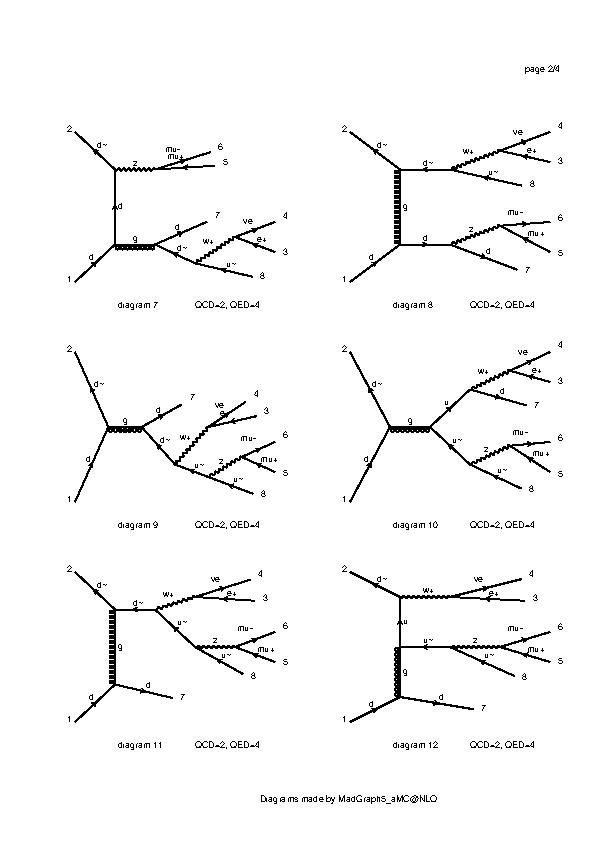 page 2/4
2 d~ z mu- mu+ 6 5
d g d 7 ve 4
w+ e+ 3
d~ u~ 8
1 d
diagram 7 QCD=2, QED=4
2 d~ d~ w+ ve 4
e+ 3
u~ 8
g
d z mu- 6
mu+ 5
1 d d 7
diagram 8 QCD=2, QED=4
2 d~ g d 7 ve 4
e 3
w+ mu- 6
d~ z mu+ 5
u~ u~ 8
1 d
diagram 9 QCD=2, QED=4
2 d~ w+ ve 4
e+ 3
g u d 7
mu- 6
u~ z mu+ 5
u~ 8
1 d
diagram 10 QCD=2, QED=4
2 d~ d~ w+ ve 4
e+ 3
g u~ z mu- 6
mu+ 5
u~ 8
1 d d 7
diagram 11 QCD=2, QED=4
2 d~ w+ ve 4
e+ 3
u u~ z mu- 6
mu+ 5
g u~ 8
1 d d 7
diagram 12 QCD=2, QED=4
Diagrams made by MadGraph5_aMC@NLO